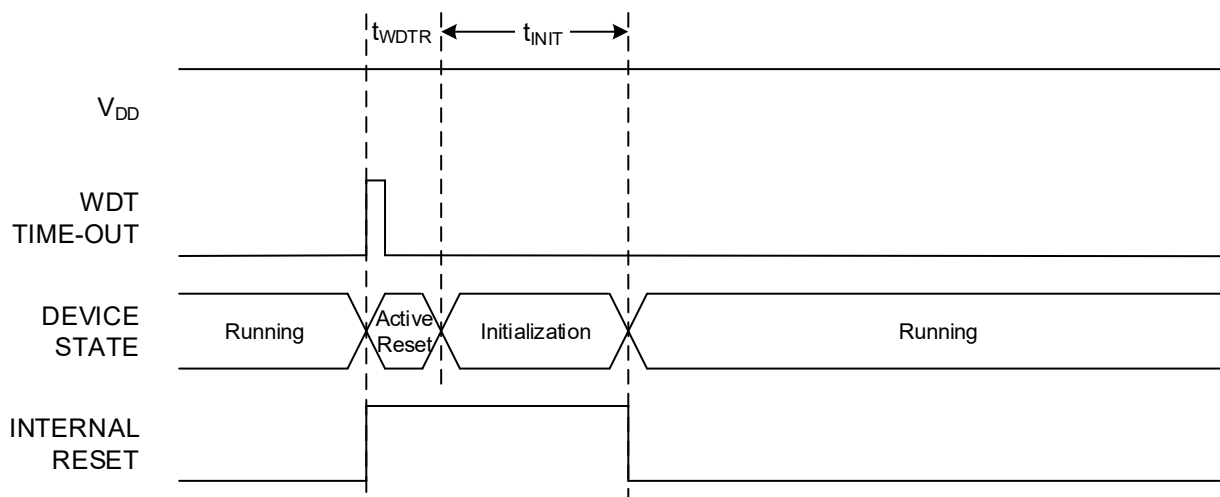 tWDTR
tINIT
VDD
WDT
TIME-OUT
DEVICE
STATE
Running
Active
Reset
Initialization
Running
INTERNAL
RESET